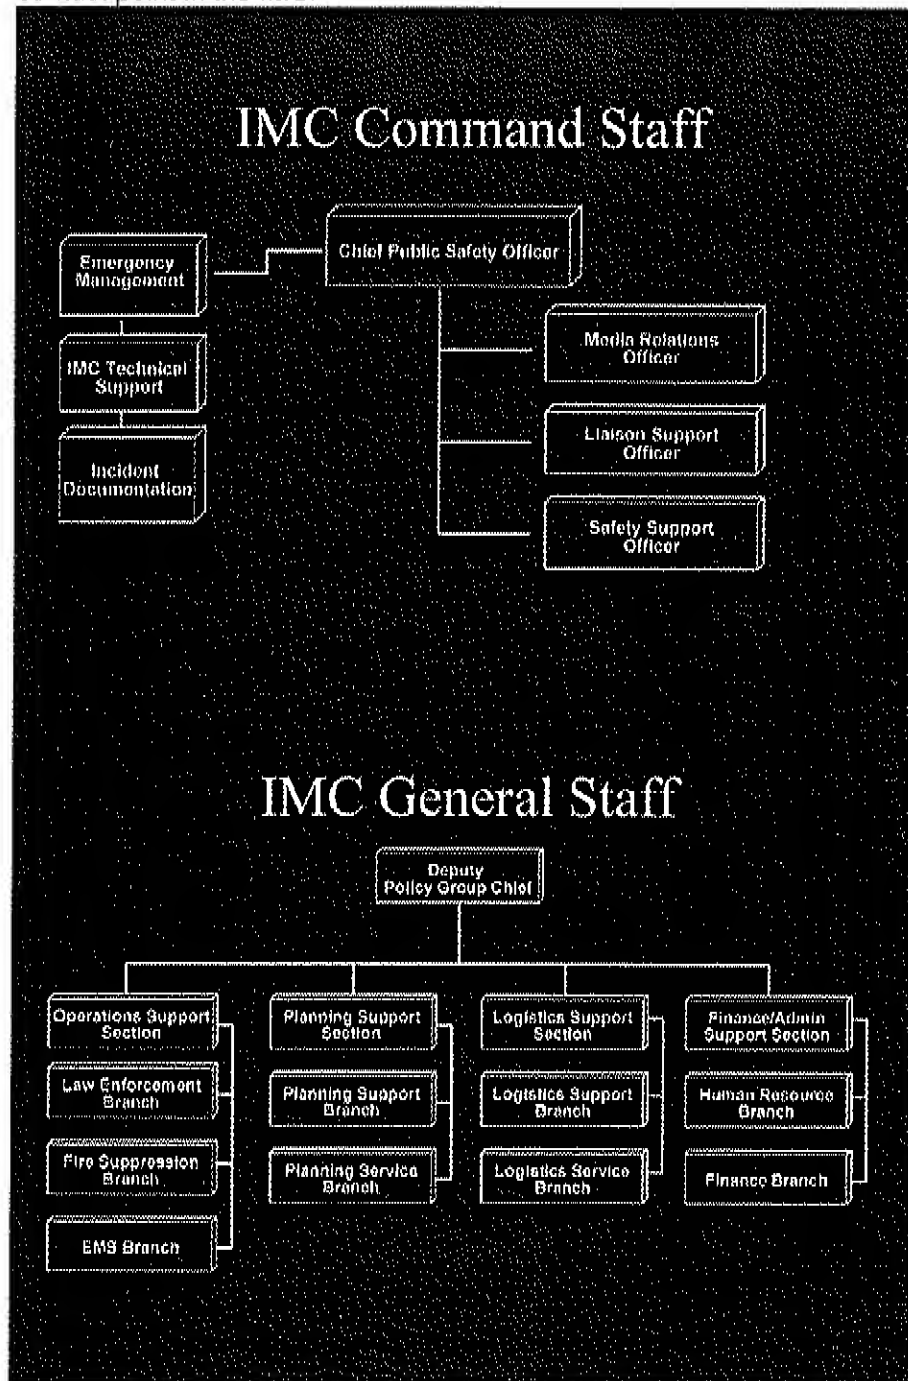 IMC Command Staff
Chief Public Safety Officer
Emergency
Management
IMC Technical
Support
Incident
Documentation
Media Relations
Officer
Liaison Support
Officer
Safety Support
Officer
IMC General Staff
Deputy
Policy Group Chief
Operations Support
Section
Law Enforcement
Branch
Fire Suppression
Branch
EMS Branch
Planning Support
Section
Planning Support
Branch
Planning Service
Branch
Logistics Support
Section
Logistics Support
Branch
Logistics Service
Branch
Finance/Admin
Support Section
Human Resource
Branch
Finance Branch